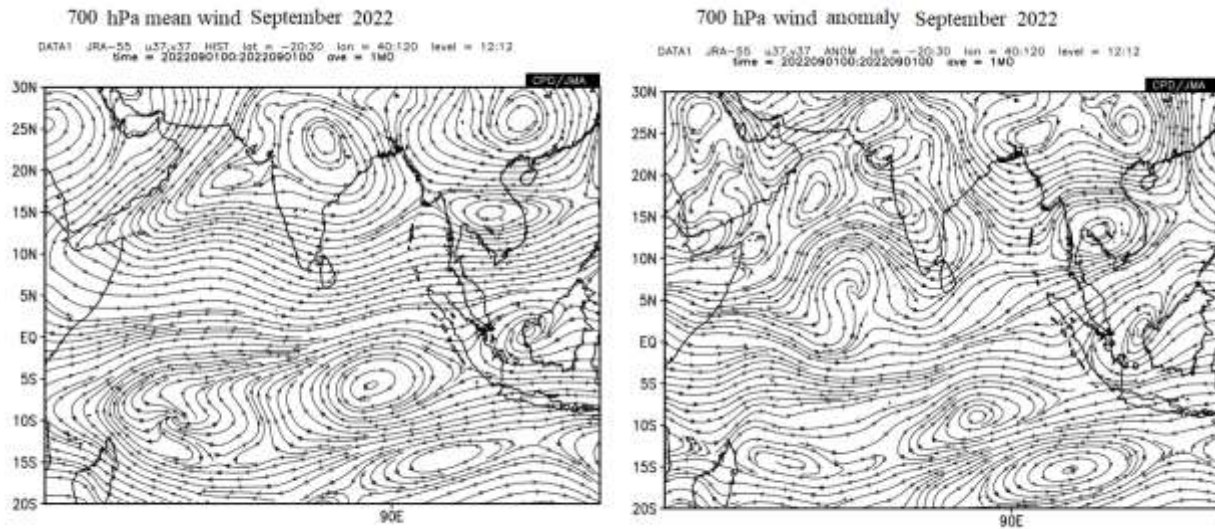 700 hPa mean wind September 2022
DATA1 JRA-55 u37,v37 HIST lat = -20:30 lon = 40:120 level = 12:12
time = 2022090100:2022090100 ave = 1MO
CPD/JMA
30N
25N
20N
15N
10N
5N
EQ
5S
10S
15S
20S
90E
700 hPa wind anomaly September 2022
DATA1 JRA-55 u37,v37 ANOM lat = -20:30 lon = 40:120 level = 12:12
time = 2022090100:2022090100 ave = 1MO
CPD/JMA
30N
25N
20N
15N
10N
5N
EQ
5S
10S
15S
20S
90E